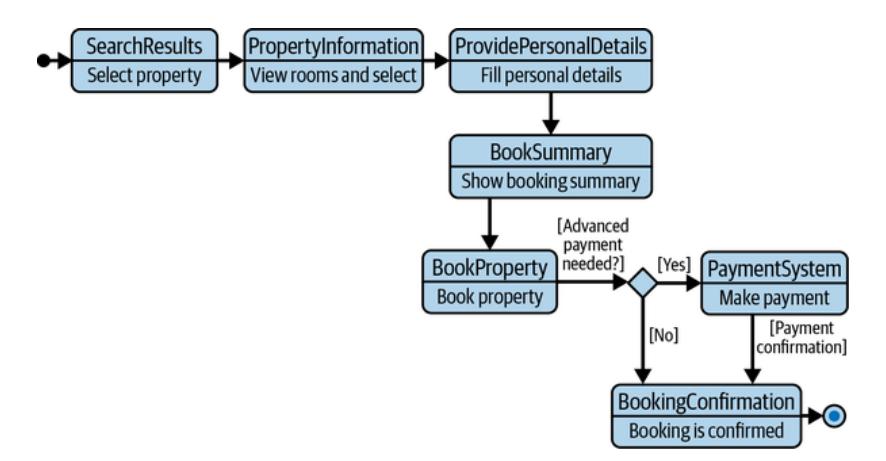 SearchResults
Select property
PropertyInformation
View rooms and select
ProvidePersonalDetails
Fill personal details
BookSummary
Show booking summary
BookProperty
Book property
[Advanced
payment
needed?]
[Yes]
PaymentSystem
Make payment
[No]
[Payment
confirmation]
BookingConfirmation
Booking is confirmed